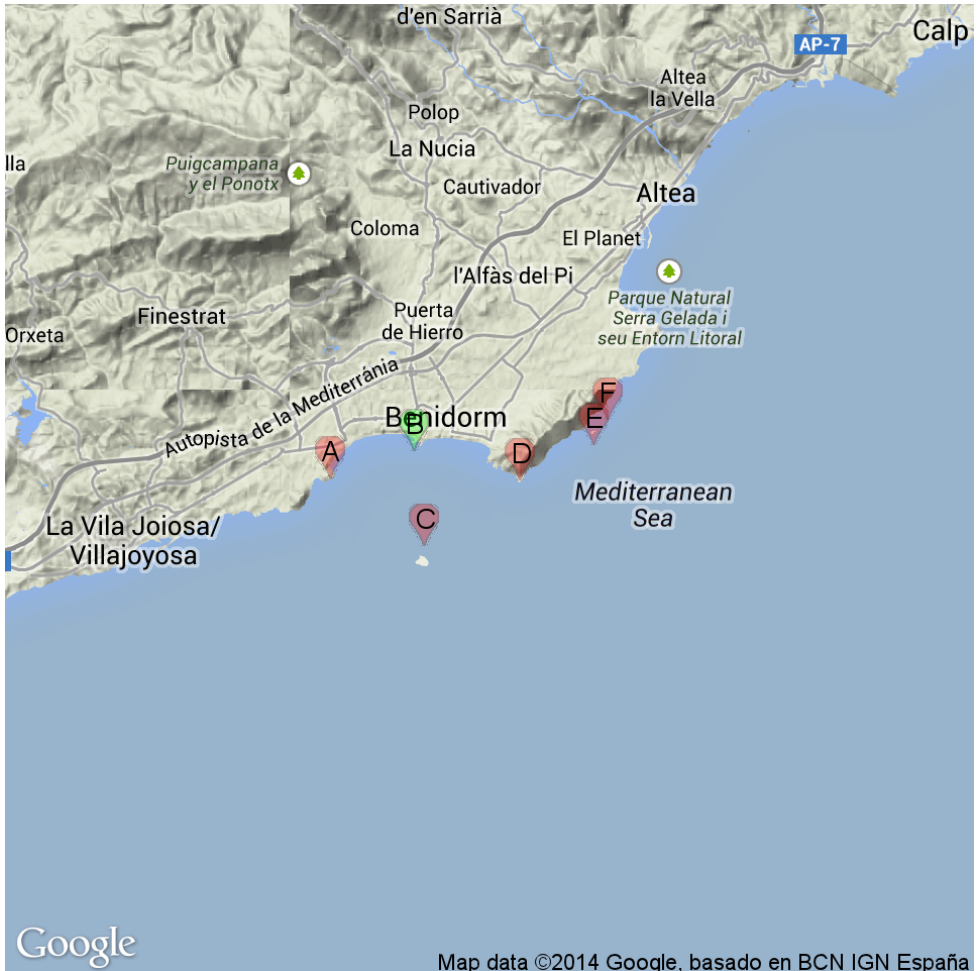 d'en Sarrià
Calp
AP-7
Altea
la Vella
Polop
La Nucia
lla
Puigcampana
y el Ponotx
Cautivador
Altea
Coloma
El Planet
l'Alfàs del Pi
Parque Natural
Serra Gelada i
seu Entorn Litoral
Puerta
de Hierro
Finestrat
Orxeta
Autopista de la Mediterránia
Benidorm
F
B
E
A
D
Mediterranean
Sea
C
La Vila Joiosa/
Villajoyosa
Google
Map data ©2014 Google, basado en BCN IGN España